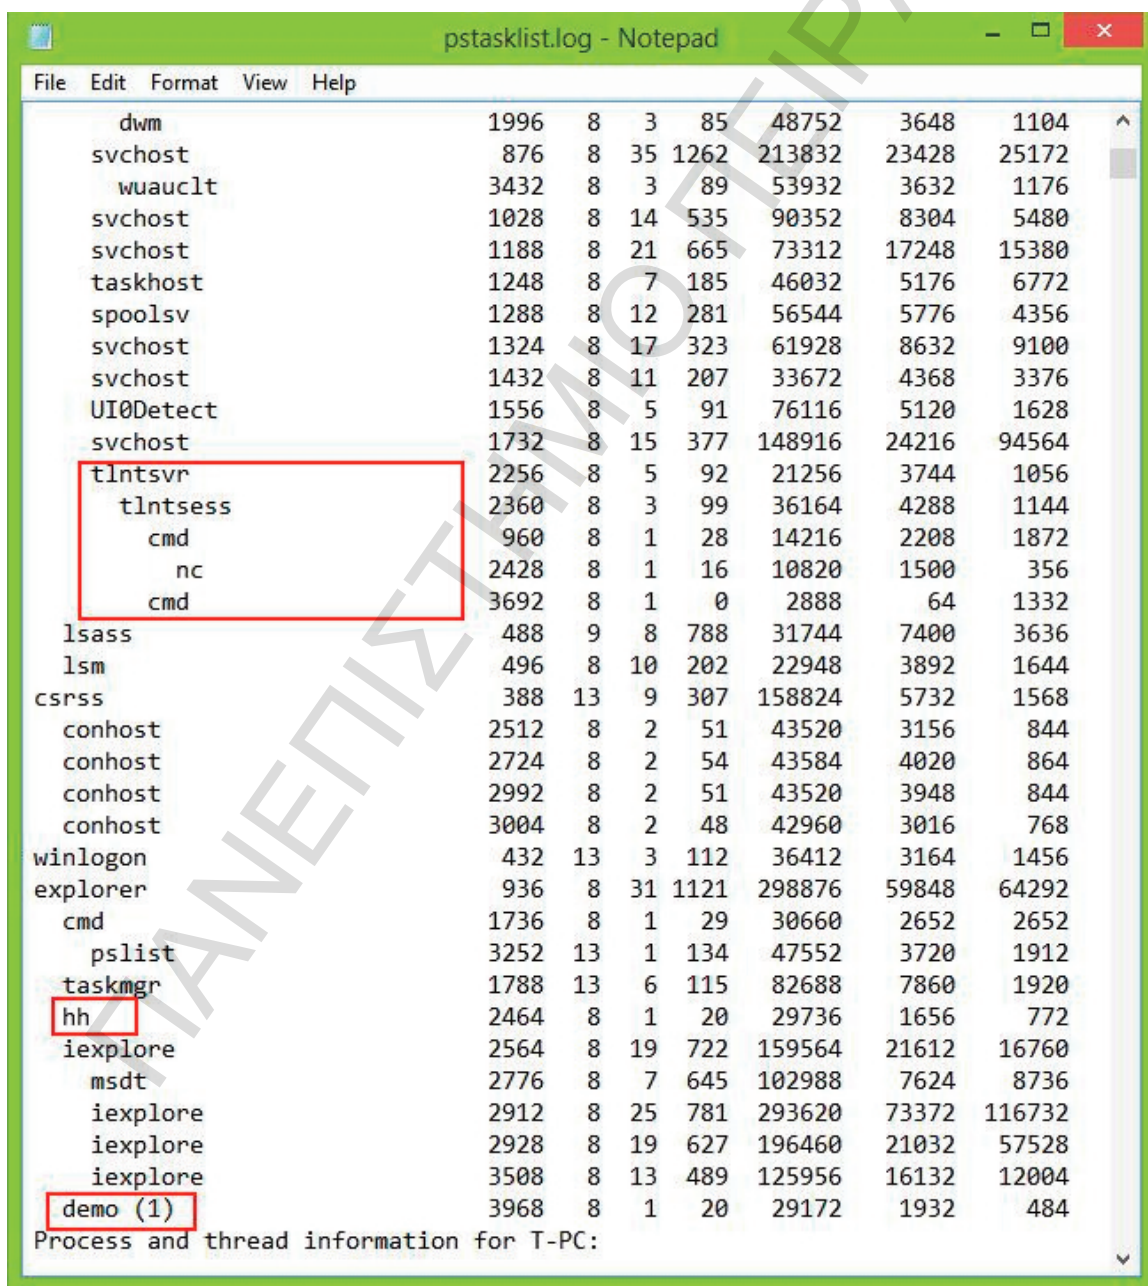 pstasklist.log - Notepad
File Edit Format View Help
dwm 1996 8 3 85 48752 3648 1104
svchost 876 8 35 1262 213832 23428 25172
wuauclt 3432 8 3 89 53932 3632 1176
svchost 1028 8 14 535 90352 8304 5480
svchost 1188 8 21 665 73312 17248 15380
taskhost 1248 8 7 185 46032 5176 6772
spoolsv 1288 8 12 281 56544 5776 4356
svchost 1324 8 17 323 61928 8632 9100
svchost 1432 8 11 207 33672 4368 3376
UI0Detect 1556 8 5 91 76116 5120 1628
svchost 1732 8 15 377 148916 24216 94564
tlntsvr 2256 8 5 92 21256 3744 1056
tlntsess 2360 8 3 99 36164 4288 1144
cmd 960 8 1 28 14216 2208 1872
nc 2428 8 1 16 10820 1500 356
cmd 3692 8 1 0 2888 64 1332
lsass 488 9 8 788 31744 7400 3636
lsm 496 8 10 202 22948 3892 1644
csrss 388 13 9 307 158824 5732 1568
conhost 2512 8 2 51 43520 3156 844
conhost 2724 8 2 54 43584 4020 864
conhost 2992 8 2 51 43520 3948 844
conhost 3004 8 2 48 42960 3016 768
winlogon 432 13 3 112 36412 3164 1456
explorer 936 8 31 1121 298876 59848 64292
cmd 1736 8 1 29 30660 2652 2652
pslist 3252 13 1 134 47552 3720 1912
taskmgr 1788 13 6 115 82688 7860 1920
hh 2464 8 1 20 29736 1656 772
iexplore 2564 8 19 722 159564 21612 16760
msdt 2776 8 7 645 102988 7624 8736
iexplore 2912 8 25 781 293620 73372 116732
iexplore 2928 8 19 627 196460 21032 57528
iexplore 3508 8 13 489 125956 16132 12004
demo (1) 3968 8 1 20 29172 1932 484
Process and thread information for T-PC:
ΠΑΝΕΠΙΣΤΗΜΙΟ ΠΕΙΡΑ